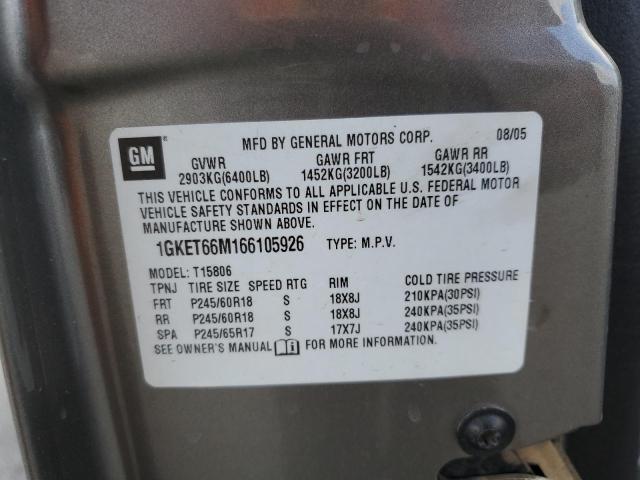 GM ®
MFD BY GENERAL MOTORS CORP. 08/05
GVWR GAWR FRT GAWR RR
2903KG(6400LB) 1452KG(3200LB) 1542KG(3400LB)
THIS VEHICLE CONFORMS TO ALL APPLICABLE U.S. FEDERAL MOTOR
VEHICLE SAFETY STANDARDS IN EFFECT ON THE DATE OF
MANUFACTURE SHOWN ABOVE.
1GKET66M166105926 TYPE: M.P.V.
MODEL: T15806
TPNJ TIRE SIZE SPEED RTG RIM COLD TIRE PRESSURE
FRT P245/60R18 S 18X8J 210KPA(30PSI)
RR P245/60R18 S 18X8J 240KPA(35PSI)
SPA P245/65R17 S 17X7J 240KPA(35PSI)
SEE OWNER'S MANUAL FOR MORE INFORMATION.